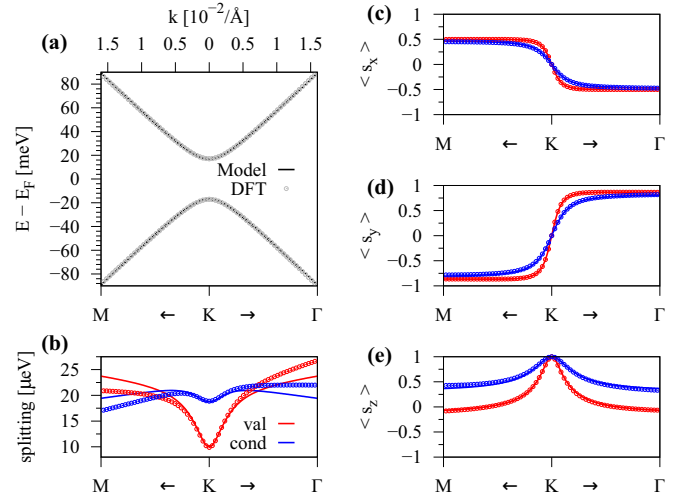 k [10⁻²/Å]
(a)
1.5 1 0.5 0 0.5 1 1.5
E − E_F [meV]
80
60
40
20
0
−20
−40
−60
−80
Model
DFT
M ← K → Γ
(b)
splitting [μeV]
25
20
15
10
val
cond
M ← K → Γ
(c)
< s_x >
1
0.5
0
−0.5
−1
M ← K → Γ
(d)
< s_y >
1
0.5
0
−0.5
−1
M ← K → Γ
(e)
< s_z >
1
0.5
0
−0.5
−1
M ← K → Γ